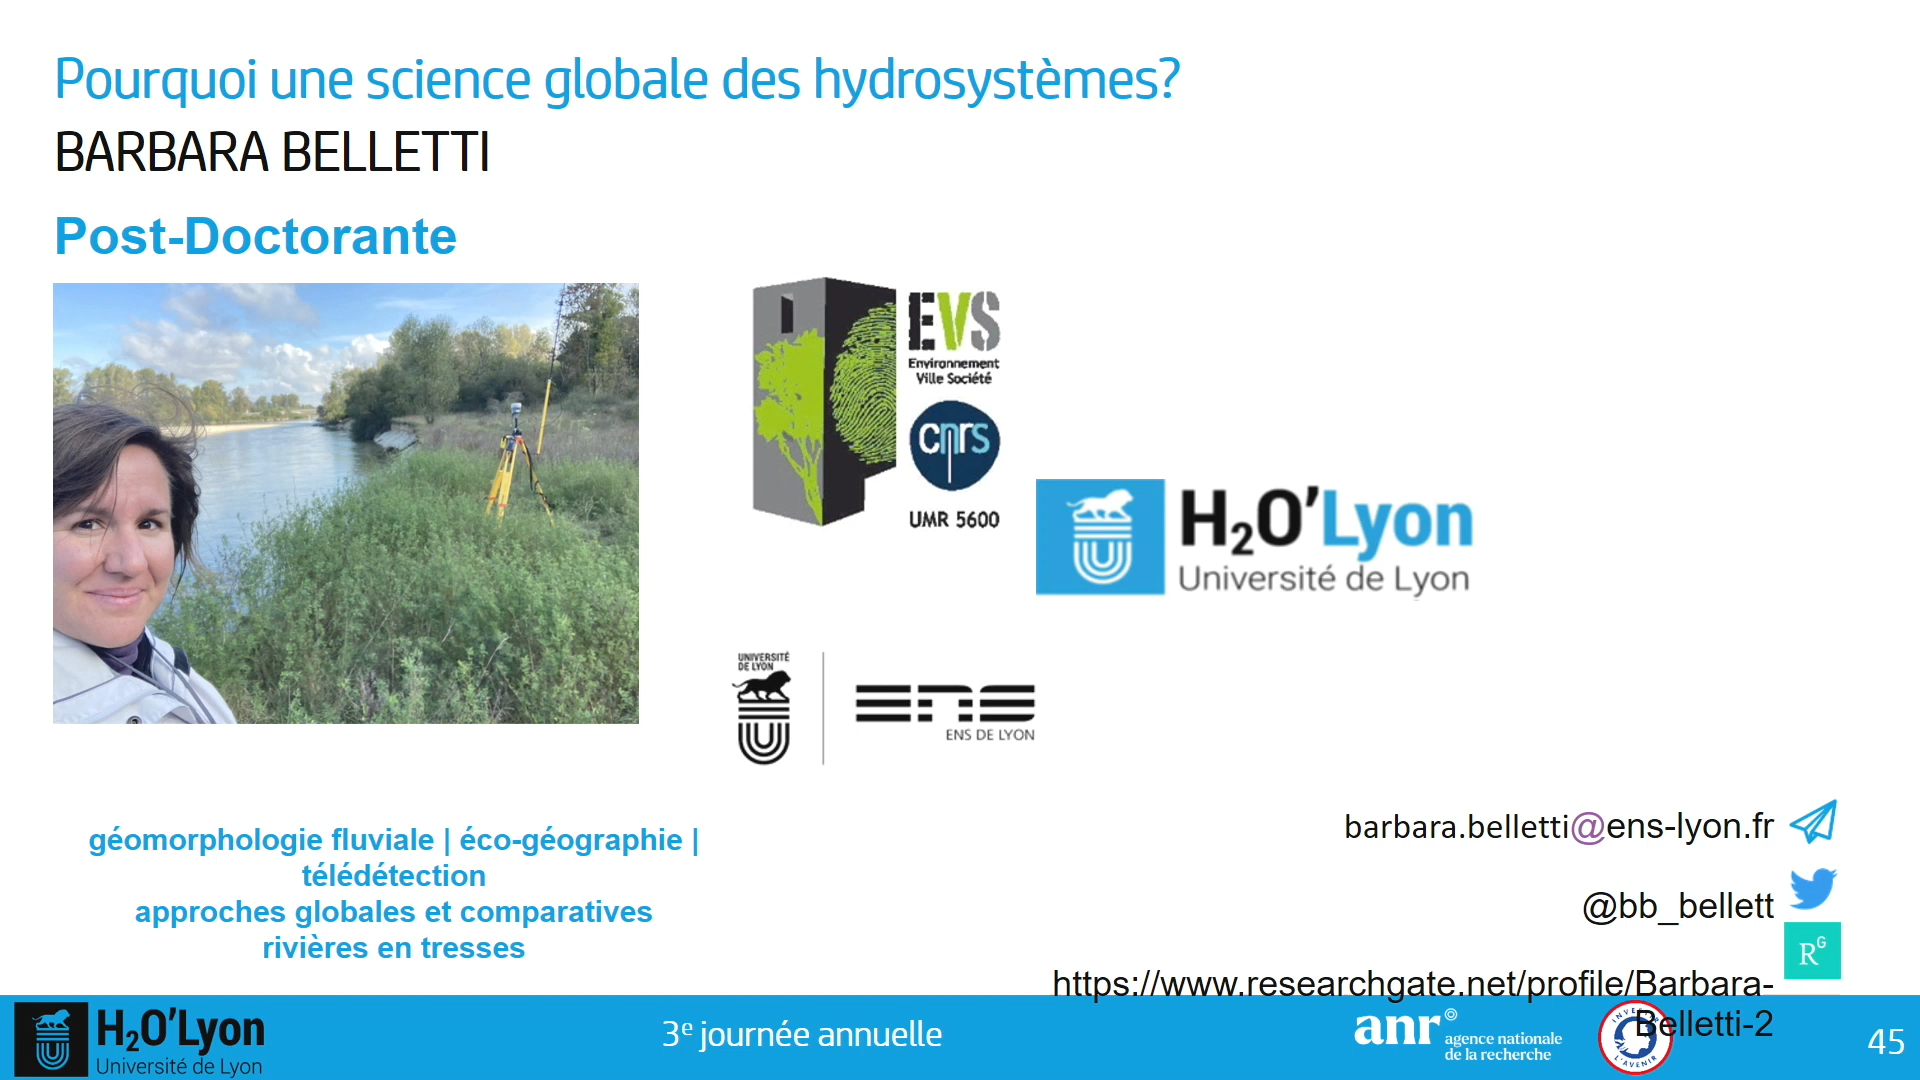 Pourquoi une science globale des hydrosystèmes?
BARBARA BELLETTI
Post-Doctorante
EVS
Environnement
Ville Société
cnrs
UMR 5600
H₂O'Lyon
Université de Lyon
UNIVERSITÉ
DE LYON
ENS
ENS DE LYON
géomorphologie fluviale | éco-géographie |
télédétection
approches globales et comparatives
rivières en tresses
barbara.belletti@ens-lyon.fr
@bb_bellett
RG
https://www.researchgate.net/profile/Barbara-
Belletti-2
H₂O'Lyon
Université de Lyon
3e journée annuelle
anr
agence nationale
de la recherche
L'AVENIR
45